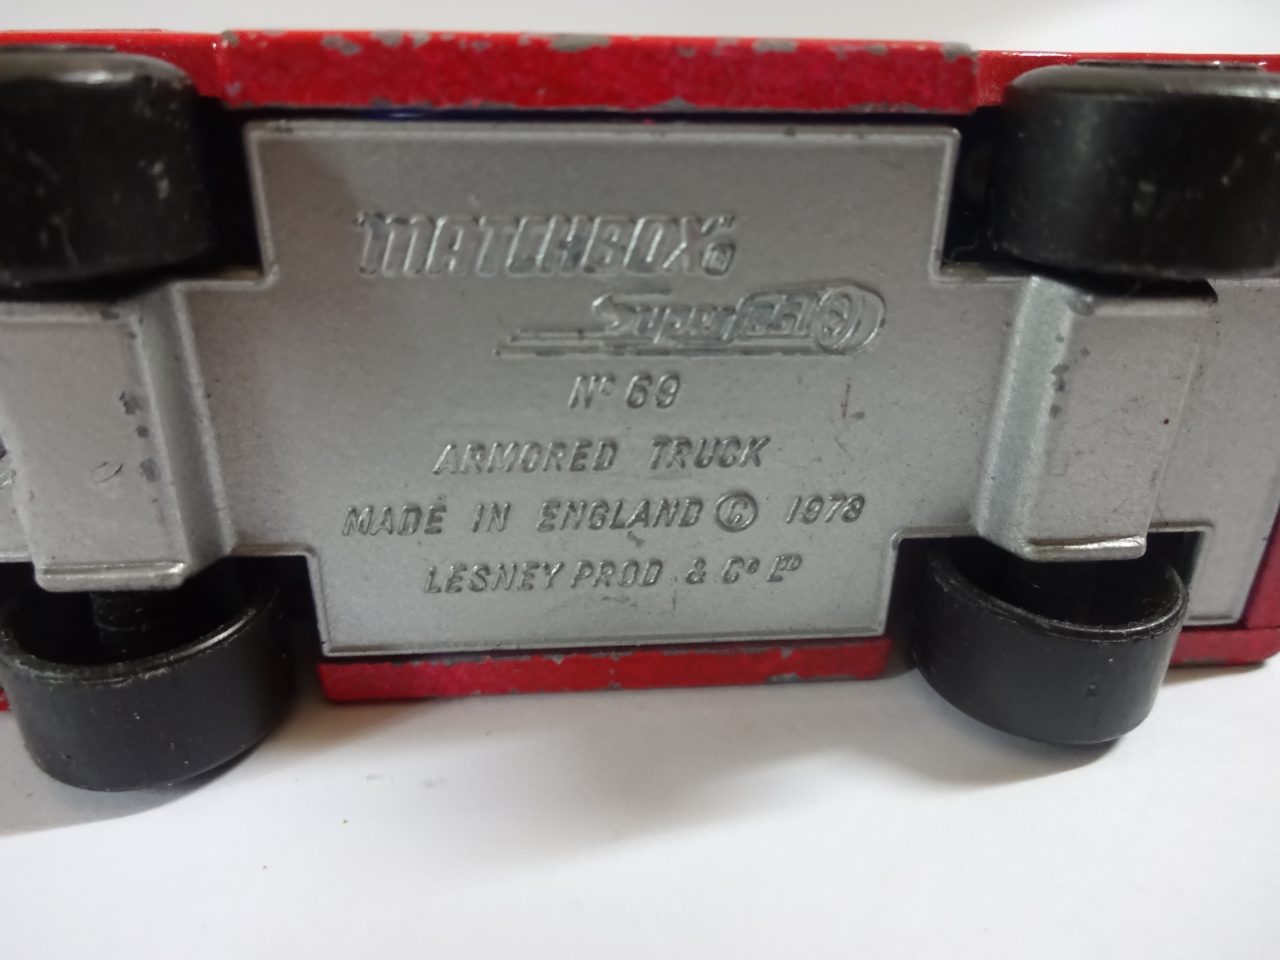 "MATCHBOX"®
Superfast
Nº 69
ARMORED TRUCK
MADE IN ENGLAND © 1978
LESNEY PROD. & Cº Lᵀᴰ